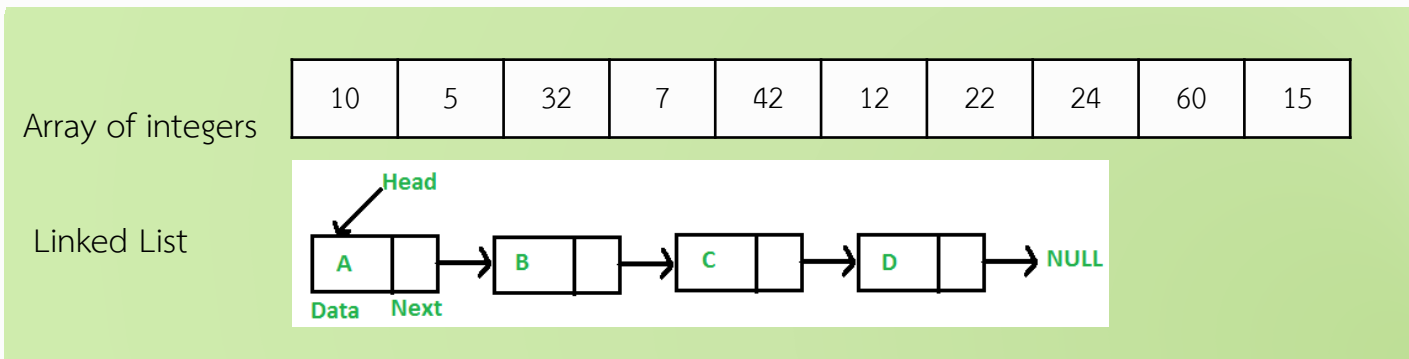 Array of integers
10 5 32 7 42 12 22 24 60 15
Linked List
Head
A B C D NULL
Data Next